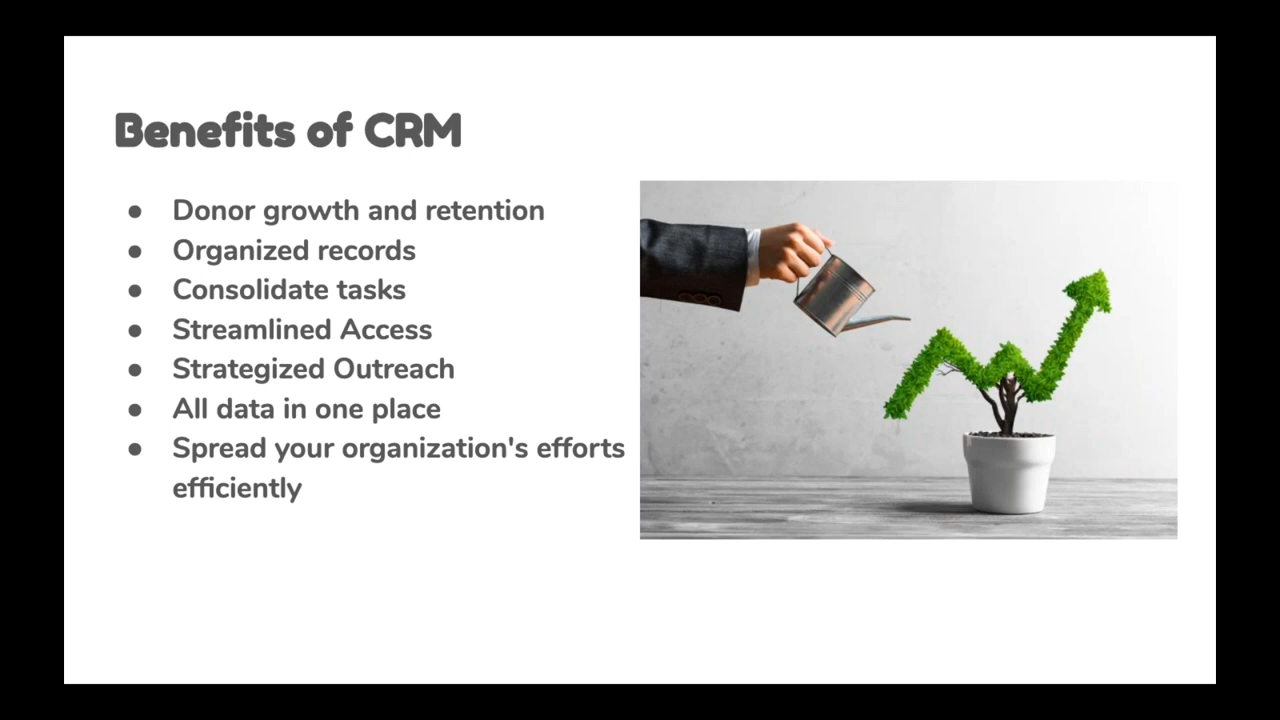 Benefits of CRM
● Donor growth and retention
● Organized records
● Consolidate tasks
● Streamlined Access
● Strategized Outreach
● All data in one place
● Spread your organization's efforts
efficiently